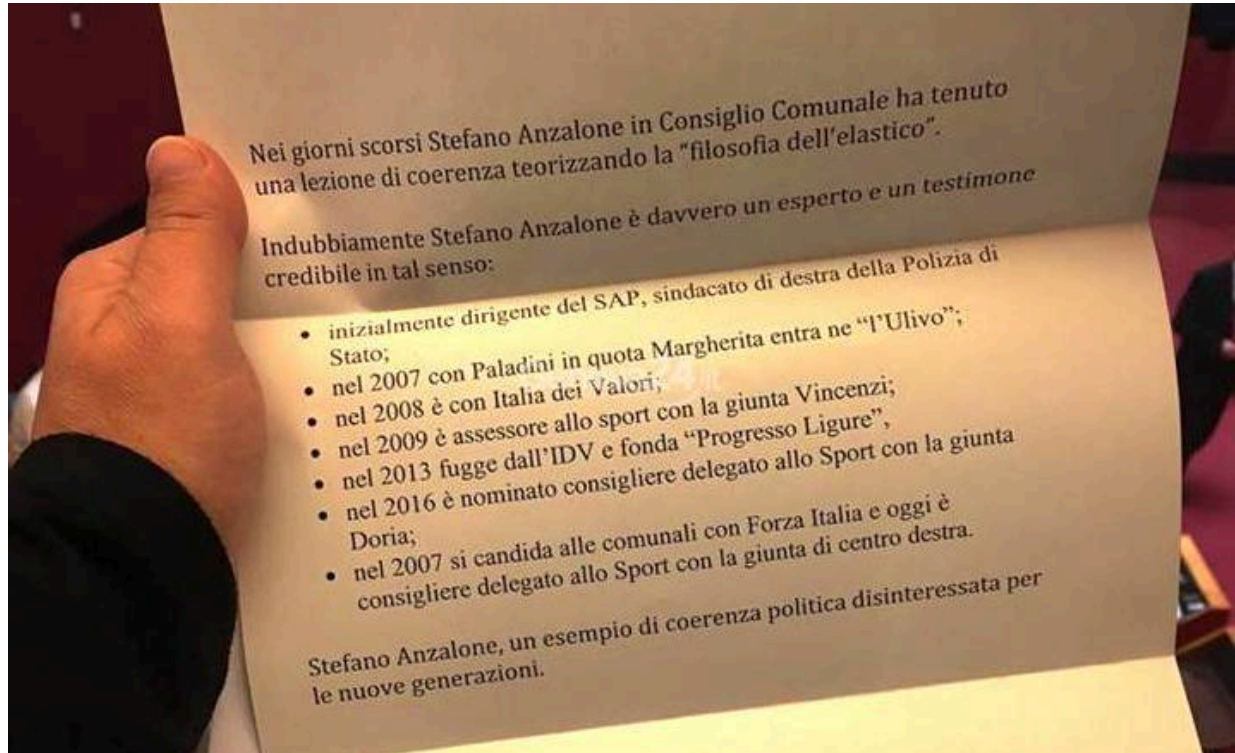 Nei giorni scorsi Stefano Anzalone in Consiglio Comunale ha tenuto
una lezione di coerenza teorizzando la "filosofia dell'elastico".
Indubbiamente Stefano Anzalone è davvero un esperto e un testimone
credibile in tal senso:
• inizialmente dirigente del SAP, sindacato di destra della Polizia di
Stato;
• nel 2007 con Paladini in quota Margherita entra ne "l'Ulivo";
• nel 2008 è con Italia dei Valori;
• nel 2009 è assessore allo sport con la giunta Vincenzi;
• nel 2013 fugge dall'IDV e fonda "Progresso Ligure",
• nel 2016 è nominato consigliere delegato allo Sport con la giunta
Doria;
• nel 2007 si candida alle comunali con Forza Italia e oggi è
consigliere delegato allo Sport con la giunta di centro destra.
Stefano Anzalone, un esempio di coerenza politica disinteressata per
le nuove generazioni.